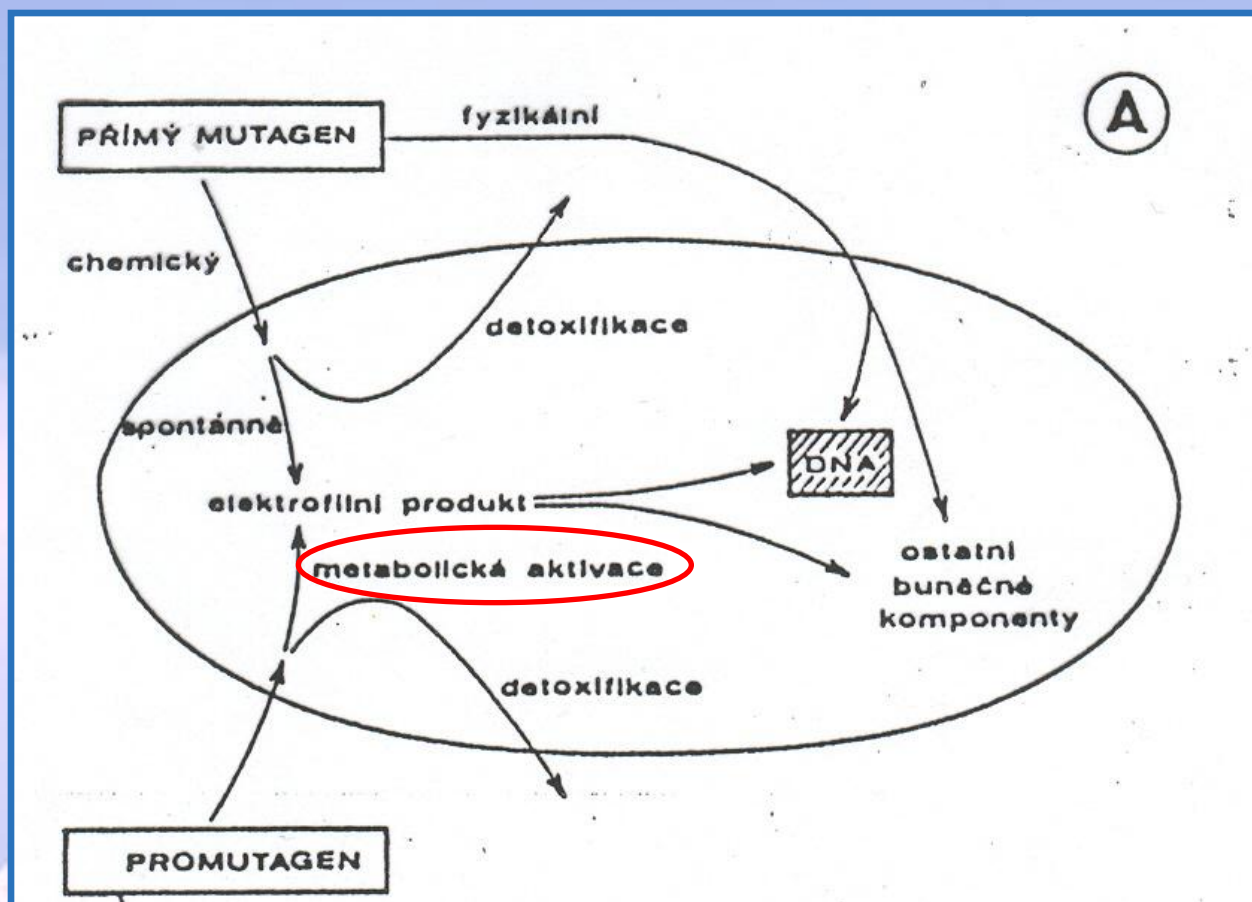 PŘÍMÝ MUTAGEN
fyzikální
A
chemický
detoxifikace
spontánně
DNA
elektrofilní produkt
metabolická aktivace
ostatní
buněčné
komponenty
detoxifikace
PROMUTAGEN